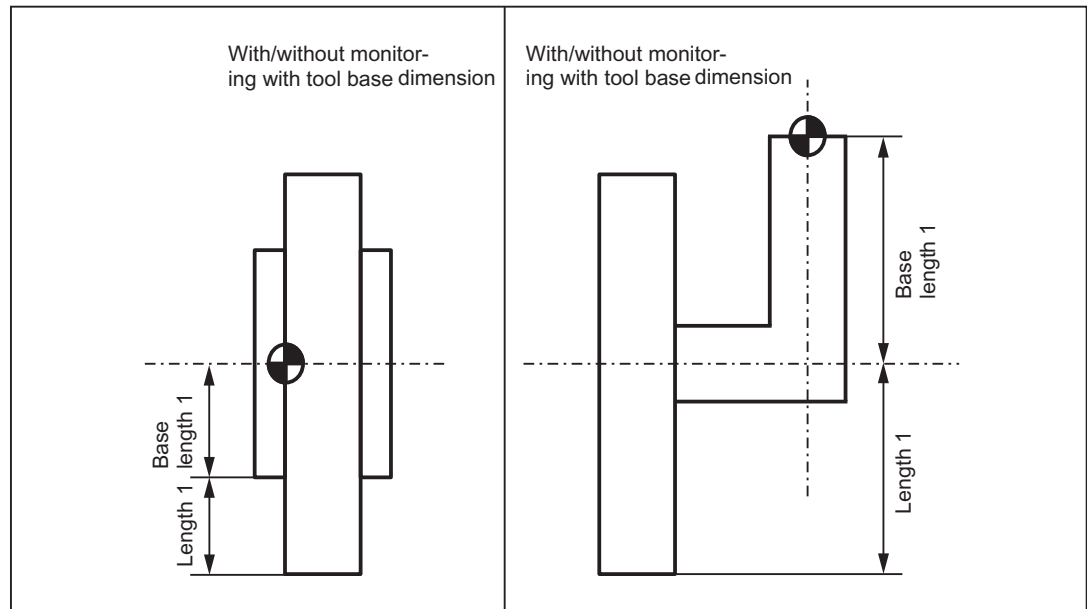 With/without monitor-
ing with tool base dimension
Base
length 1
Length 1
With/without monitor-
ing with tool base dimension
Base
length 1
Length 1